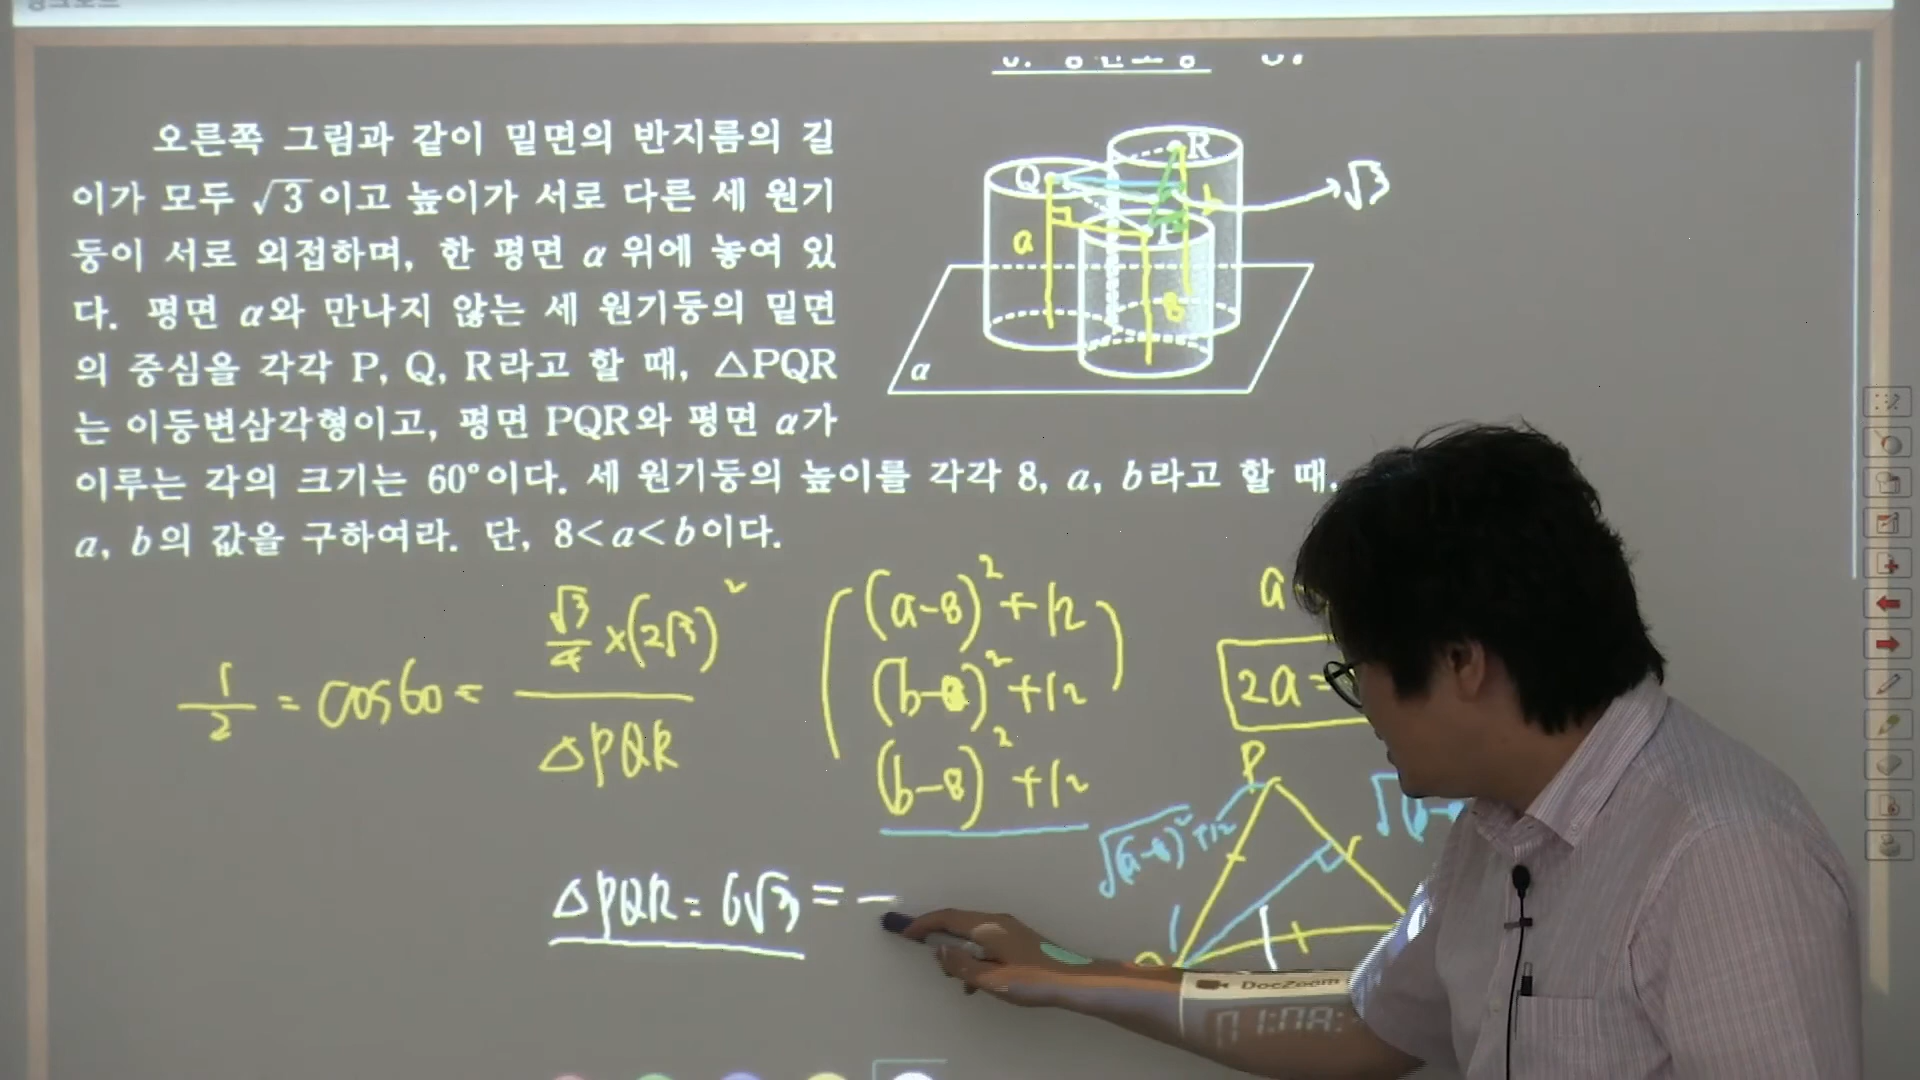 오른쪽 그림과 같이 밑면의 반지름의 길
이가 모두 √3 이고 높이가 서로 다른 세 원기
둥이 서로 외접하며, 한 평면 α 위에 놓여 있
다. 평면 α와 만나지 않는 세 원기둥의 밑면
의 중심을 각각 P, Q, R라고 할 때, △PQR
는 이등변삼각형이고, 평면 PQR와 평면 α가
이루는 각의 크기는 60°이다. 세 원기둥의 높이를 각각 8, a, b라고 할 때,
a, b의 값을 구하여라. 단, 8<a<b이다.
Q
R
P
a
b
8
α
√3
1/2 = cos60 = (√3/4 × (2√3)²) / △PQR
(a-8)²+12
(b-a)²+12
(b-8)²+12
a
2a=
P
√(a-8)²+12
√(b-
△PQR = 6√3 =
DocZoom